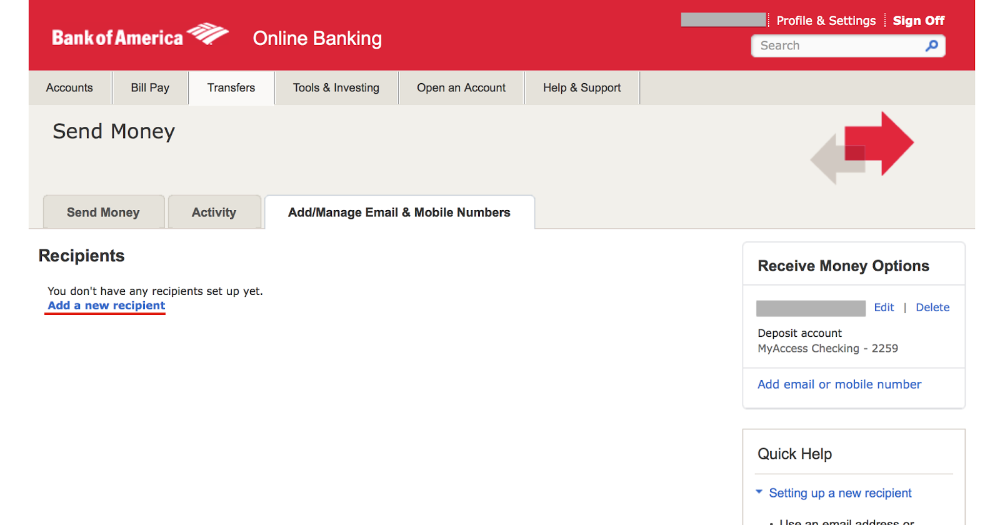 Bank of America
Online Banking
Profile & Settings
Sign Off
Search
Accounts
Bill Pay
Transfers
Tools & Investing
Open an Account
Help & Support
Send Money
Send Money
Activity
Add/Manage Email & Mobile Numbers
Recipients
You don't have any recipients set up yet.
Add a new recipient
Receive Money Options
Edit | Delete
Deposit account
MyAccess Checking - 2259
Add email or mobile number
Quick Help
Setting up a new recipient
Use an email address or